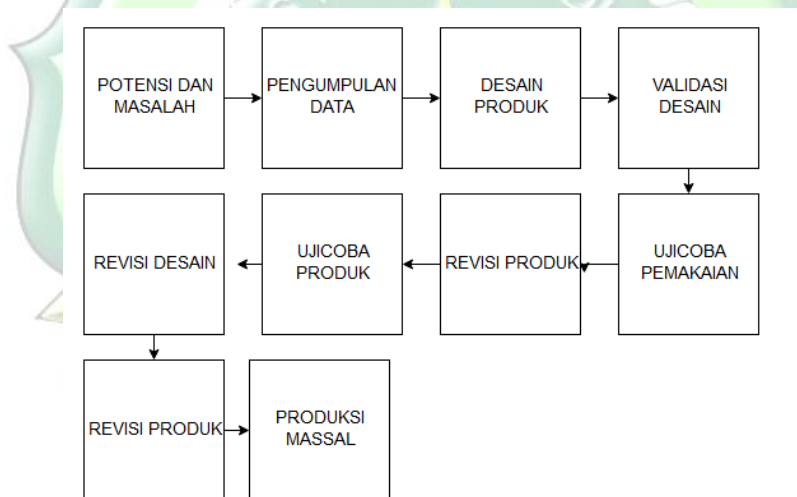 POTENSI DAN
MASALAH
PENGUMPULAN
DATA
DESAIN
PRODUK
VALIDASI
DESAIN
REVISI DESAIN
UJICOBA
PRODUK
REVISI PRODUK
UJICOBA
PEMAKAIAN
REVISI PRODUK
PRODUKSI
MASSAL